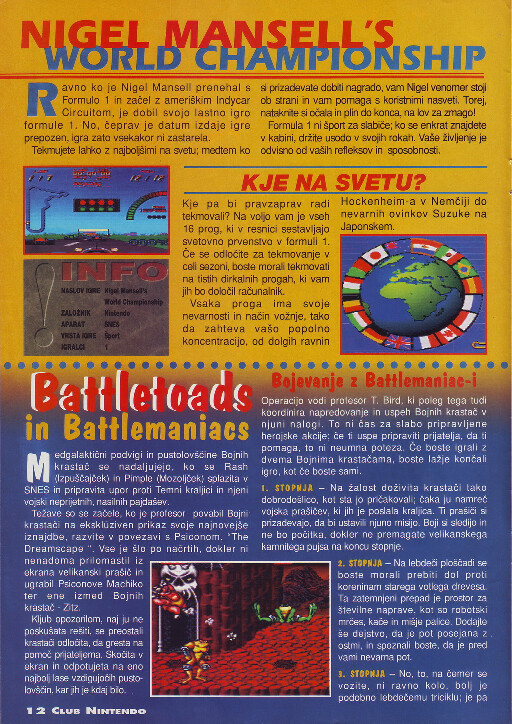 NIGEL MANSELL'S
WORLD CHAMPIONSHIP
Ravno ko je Nigel Mansell prenehal s
Formulo 1 in začel z ameriškim Indycar
Circuitom, je dobil svojo lastno igro
formule 1. No, čeprav je datum izdaje igre
prepozen, igra zato vsekakor ni zastarela.
Tekmujete lahko z najboljšimi na svetu; medtem ko
si prizadevate dobiti nagrado, vam Nigel venomer stoji
ob strani in vam pomaga s koristnimi nasveti. Torej,
nataknite si očala in plin do konca, na lov za zmago!
Formula 1 ni šport za slabiče; ko se enkrat znajdete
v kabini, držite usodo v svojih rokah. Vaše življenje je
odvisno od vaših refleksov in sposobnosti.
INFO
NASLOV IGRE Nigel Mansell's
World Championship
ZALOŽNIK Nintendo
APARAT SNES
VRSTA IGRE Šport
IGRALCI 1
KJE NA SVETU?
Kje pa bi pravzaprav radi
tekmovali? Na voljo vam je vseh
16 prog, ki v resnici sestavljajo
svetovno prvenstvo v formuli 1.
Če se odločite za tekmovanje v
celi sezoni, boste morali tekmovati
na tistih dirkalnih progah, ki vam
jih bo določil računalnik.
Vsaka proga ima svoje
nevarnosti in način vožnje, tako
da zahteva vašo popolno
koncentracijo, od dolgih ravnin
Hockenheim-a v Nemčiji do
nevarnih ovinkov Suzuke na
Japonskem.
Battletoads
in Battlemaniacs
Medgalaktični podvigi in pustolovščine Bojnih
krastač se nadaljujejo, ko se Rash
(Izpuščajček) in Pimple (Mozoljček) splazita v
SNES in pripravita upor proti Temni kraljici in njeni
vojski neprijetnih, nasilnih pajdašev.
Težave so se začele, ko je profesor povabil Bojni
krastači na ekskluziven prikaz svoje najnovejše
iznajdbe, razvite v povezavi s Psiconom, "The
Dreamscape ". Vse je šlo po načrtih, dokler ni
nenadoma prilomastil iz
ekrana velikanski prašič in
ugrabil Psiconove Machiko
ter ene izmed Bojnih
krastač - Zitz.
Kljub opozorilom, naj ju ne
poskušata rešiti, se preostali
krastači odločita, da gresta na
pomoč prijateljema. Skočita v
ekran in odpotujeta na eno
najbolj lase vzdigujočih pusto-
lovščin, kar jih je kdaj bilo.
Bojevanje z Battlemaniac-i
Operacijo vodi profesor T. Bird, ki poleg tega tudi
koordinira napredovanje in uspeh Bojnih krastač v
njuni nalogi. To ni čas za slabo pripravljene
herojske akcije; če ti uspe pripraviti prijatelja, da ti
pomaga, to ni neumna poteza. Če boste igrali z
dvema Bojnima krastačama, boste lažje končali
igro, kot če boste sami.
1. STOPNJA – Na žalost doživita krastači tako
dobrodošlico, kot sta jo pričakovali; čaka ju namreč
vojska prašičev, ki jih je poslala kraljica. Ti prašiči si
prizadevajo, da bi ustavili njuno misijo. Boji si sledijo in
ne bo počitka, dokler ne premagate velikanskega
kamnitega pujsa na koncu stopnje.
2. STOPNJA – Na lebdeči ploščadi se
boste morali prebiti dol proti
koreninam starega votlega drevesa.
Ta zatemnjeni prepad je prostor za
številne naprave, kot so robotski
mrčes, kače in mišje palice. Dodajte
še dejstvo, da je pot posejana z
ostmi, in spoznali boste, da je pred
vami nevarna pot.
3. STOPNJA – No, to, na čemer se
vozite, ni ravno kolo, bolj je
podobno lebdečemu triciklu; je pa
12 CLUB NINTENDO